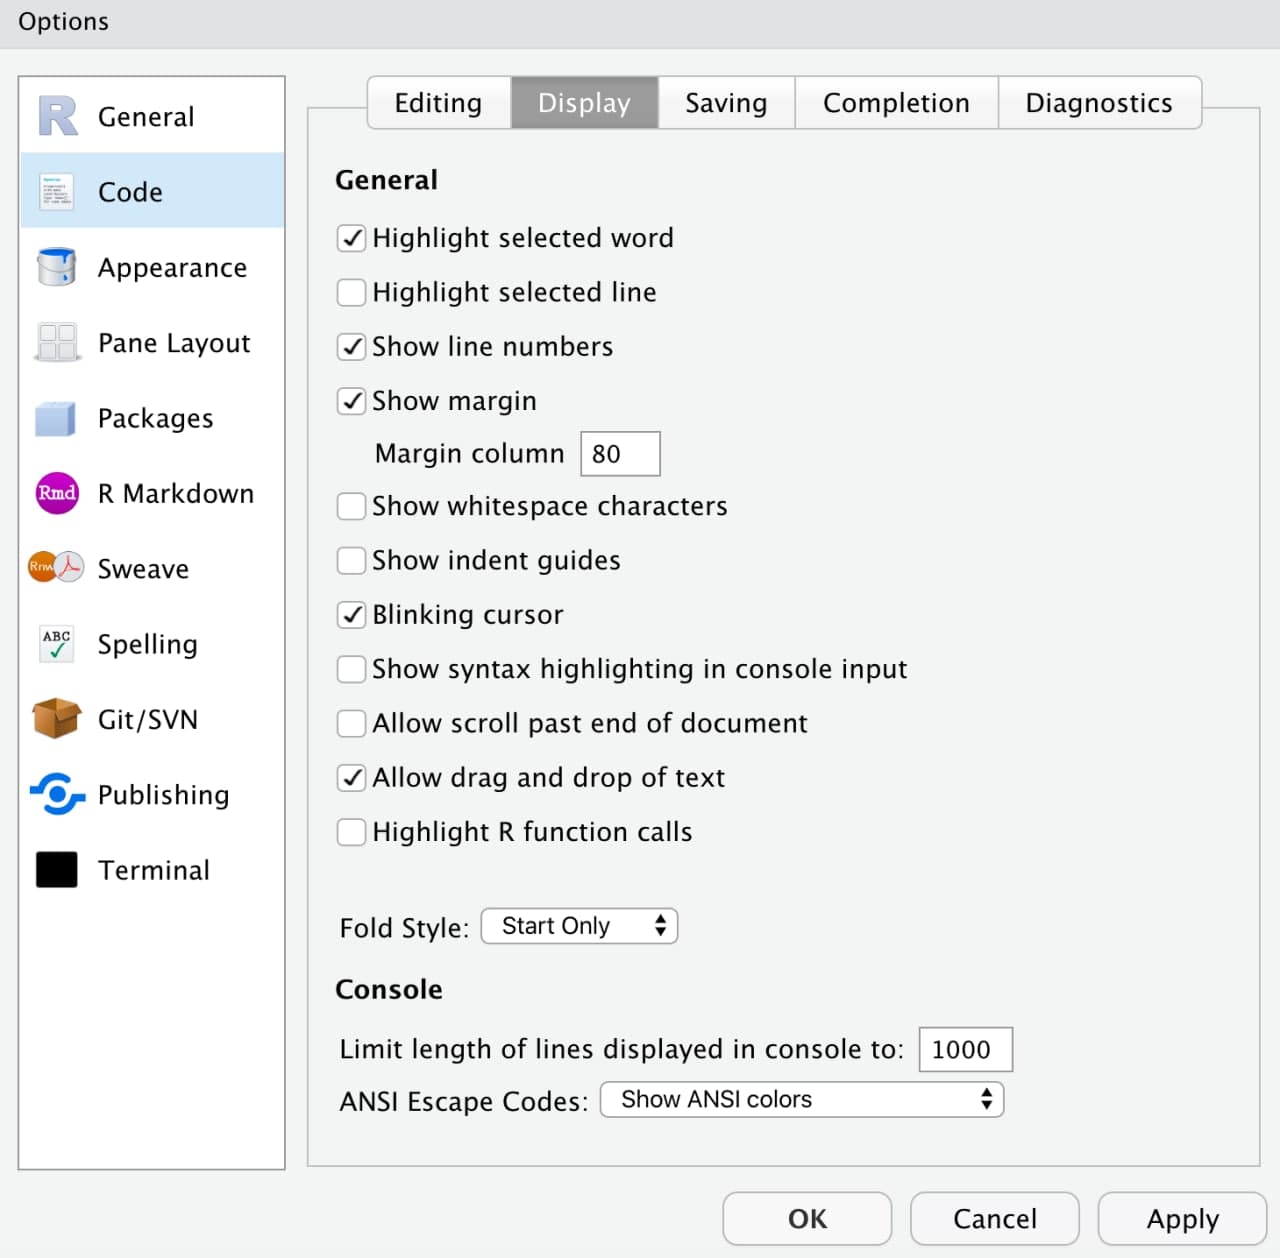 Options
General
Code
Appearance
Pane Layout
Packages
Rmd R Markdown
Rnw Sweave
ABC Spelling
Git/SVN
Publishing
Terminal
Editing Display Saving Completion Diagnostics
General
Highlight selected word
Highlight selected line
Show line numbers
Show margin
Margin column 80
Show whitespace characters
Show indent guides
Blinking cursor
Show syntax highlighting in console input
Allow scroll past end of document
Allow drag and drop of text
Highlight R function calls
Fold Style: Start Only
Console
Limit length of lines displayed in console to: 1000
ANSI Escape Codes: Show ANSI colors
OK Cancel Apply